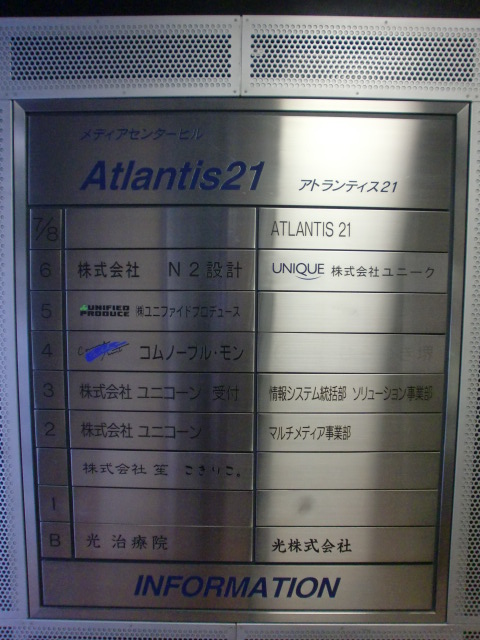 メディアセンタービル
Atlantis21 アトランティス21
7/8 ATLANTIS 21
6 株式会社 N2設計 UNIQUE 株式会社ユニーク
5 UNIFIED PRODUCE ㈱ユニファイドプロデュース
4 コムノーブル・モン
3 株式会社 ユニコーン 受付 情報システム統括部 ソリューション事業部
2 株式会社 ユニコーン マルチメディア事業部
株式会社 笙 こきりこ。
1
B 光 治療院 光株式会社
INFORMATION